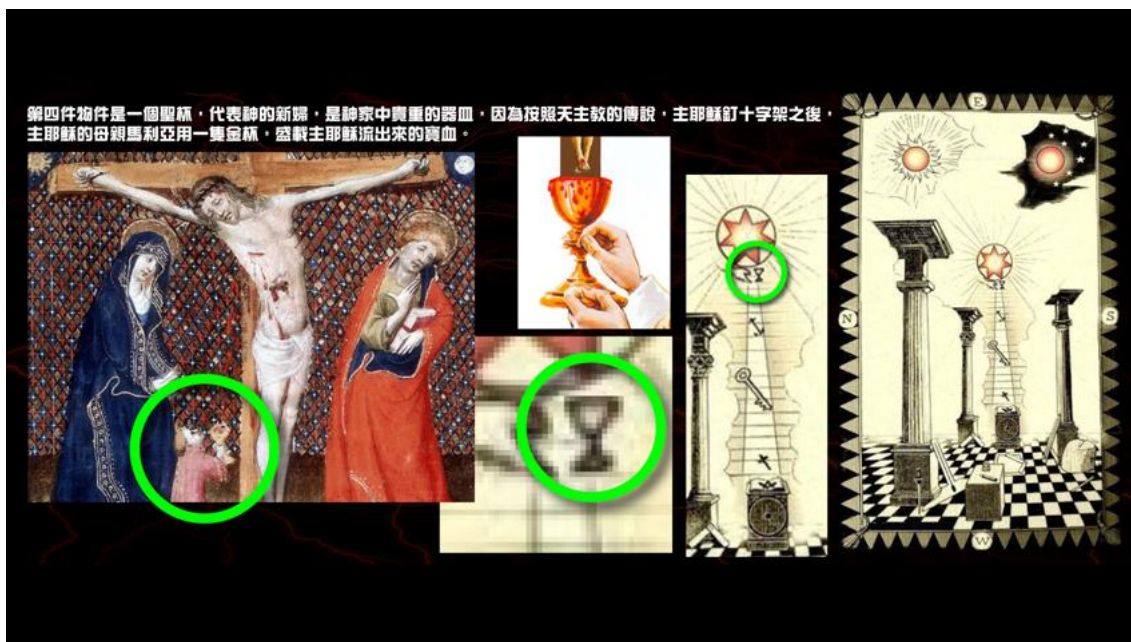 第四件物件是一個聖杯，代表神的新婦，是神家中貴重的器皿，因為按照天主教的傳說，主耶穌釘十字架之後，
主耶穌的母親馬利亞用一隻金杯，盛載主耶穌流出來的寶血。
E
N
S
W